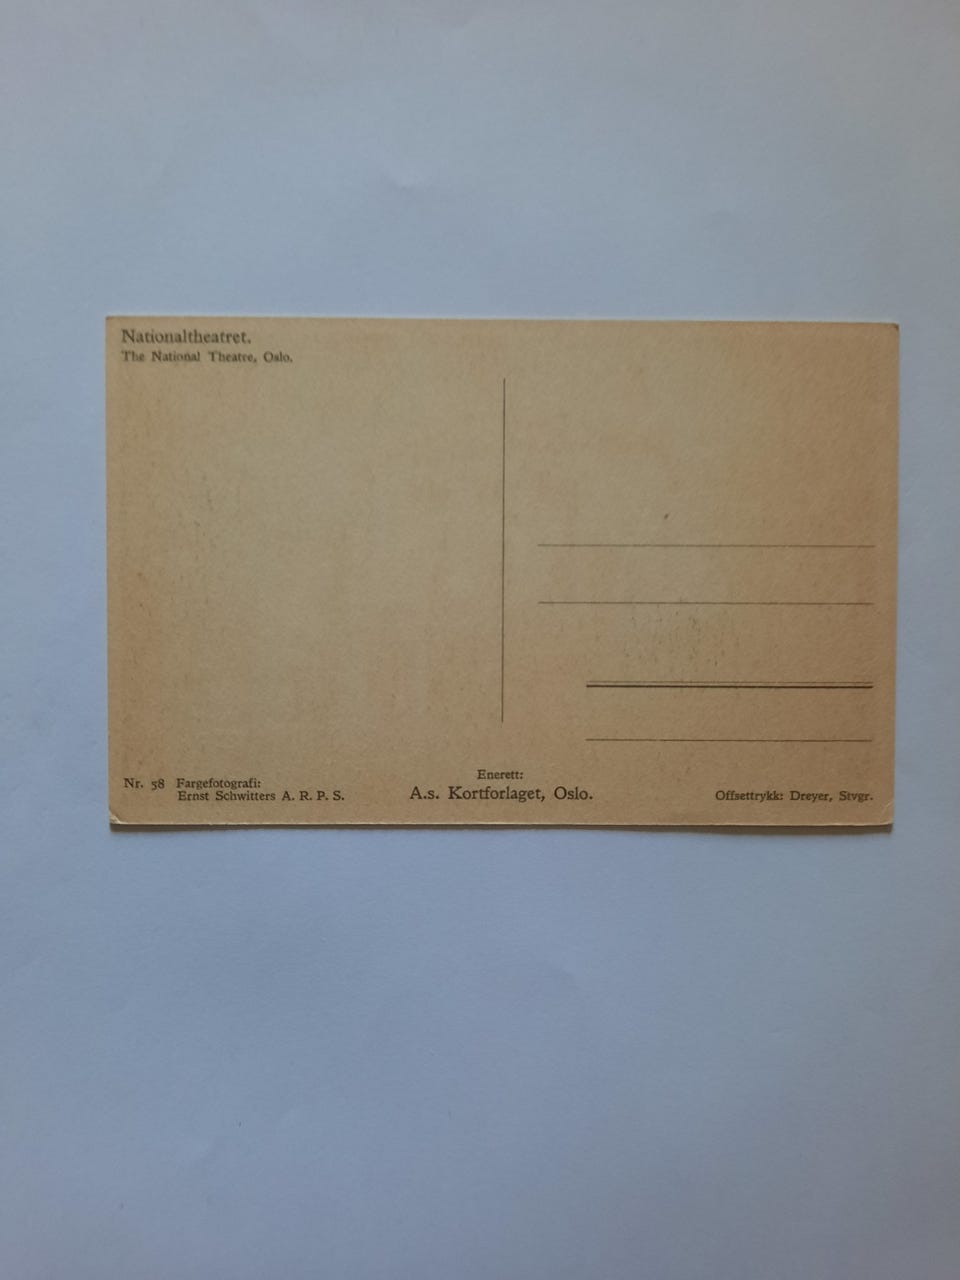 Nationaltheatret.
The National Theatre, Oslo.
Nr. 58 Fargefotografi:
Ernst Schwitters A. R. P. S.
Enerett:
A.s. Kortforlaget, Oslo.
Offsettrykk: Dreyer, Stvgr.